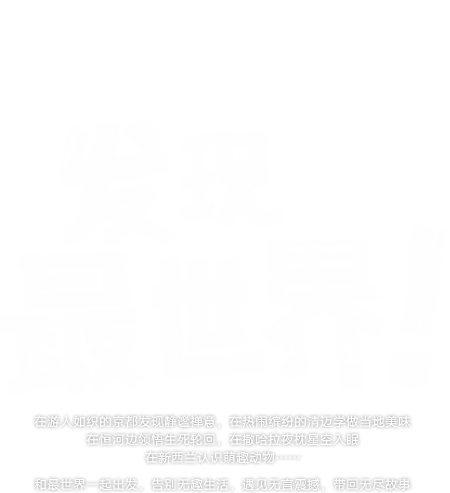 发现
最世界!
在游人如织的京都发现静谧禅意，在热闹缤纷的清迈学做当地美味
在恒河边领悟生死轮回，在撒哈拉夜枕星空入眠
在新西兰认识萌趣动物……
和最世界一起出发，告别无趣生活，遇见无言震撼，带回无尽故事